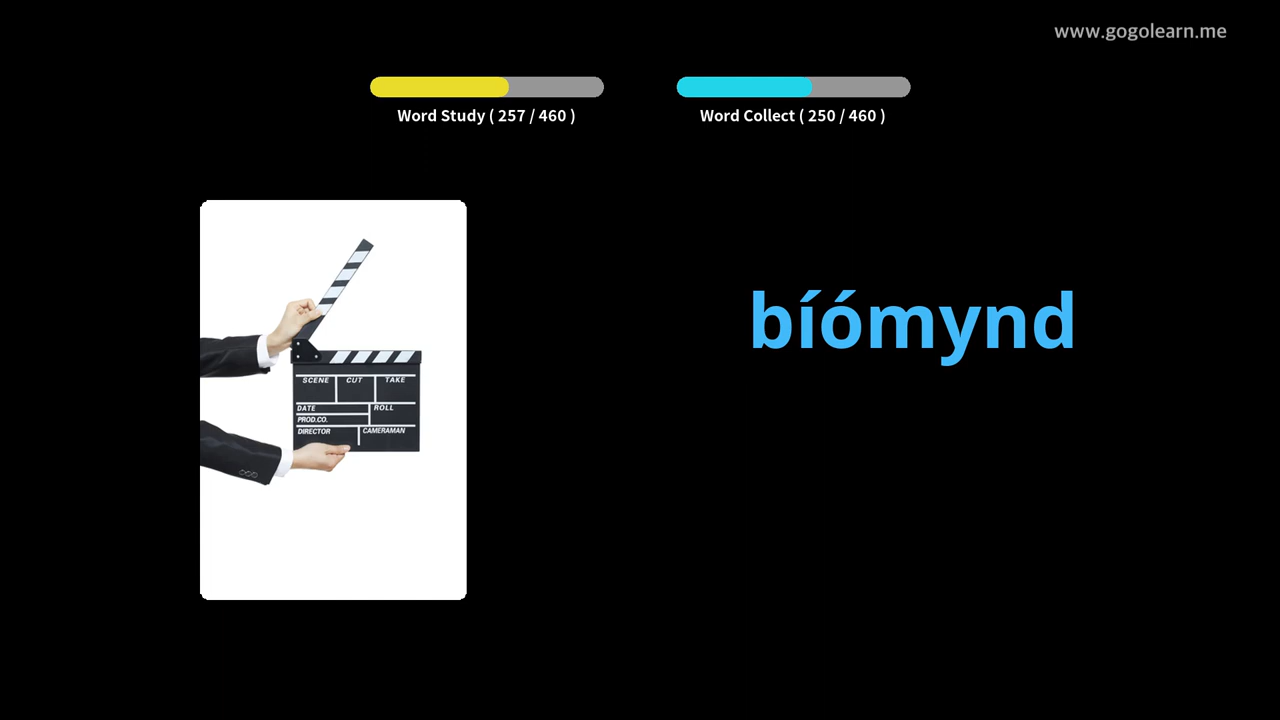 www.gogolearn.me
Word Study ( 257 / 460 )
Word Collect ( 250 / 460 )
bíómynd
SCENE CUT TAKE
DATE ROLL
PROD.CO.
DIRECTOR CAMERAMAN